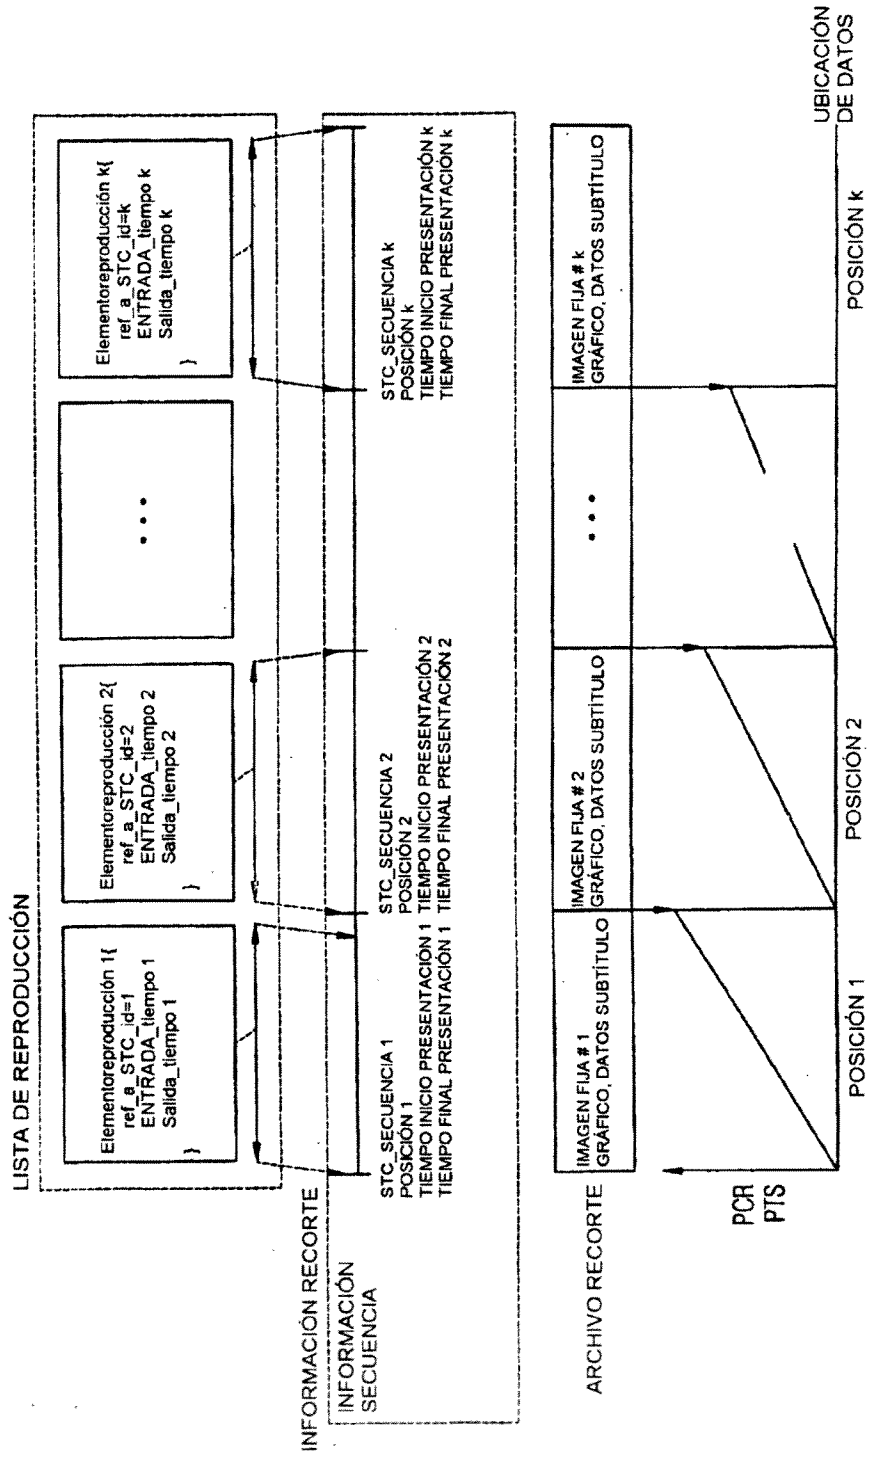 LISTA DE REPRODUCCIÓN
Elementoreproducción 1{
ref_a_STC_id=1
ENTRADA_tiempo 1
Salida_tiempo 1
}
Elementoreproducción 2{
ref_a_STC_id=2
ENTRADA_tiempo 2
Salida_tiempo 2
}
• • •
Elementoreproducción k{
ref_a_STC_id=k
ENTRADA_tiempo k
Salida_tiempo k
}
INFORMACIÓN RECORTE
INFORMACIÓN
SECUENCIA
STC_SECUENCIA 1
POSICIÓN 1
TIEMPO INICIO PRESENTACIÓN 1
TIEMPO FINAL PRESENTACIÓN 1
STC_SECUENCIA 2
POSICIÓN 2
TIEMPO INICIO PRESENTACIÓN 2
TIEMPO FINAL PRESENTACIÓN 2
STC_SECUENCIA k
POSICIÓN k
TIEMPO INICIO PRESENTACIÓN k
TIEMPO FINAL PRESENTACIÓN k
ARCHIVO RECORTE
IMAGEN FIJA # 1
GRÁFICO, DATOS SUBTÍTULO
IMAGEN FIJA # 2
GRÁFICO, DATOS SUBTÍTULO
• • •
IMAGEN FIJA # k
GRÁFICO, DATOS SUBTÍTULO
PCR
PTS
POSICIÓN 1
POSICIÓN 2
POSICIÓN k
UBICACIÓN
DE DATOS